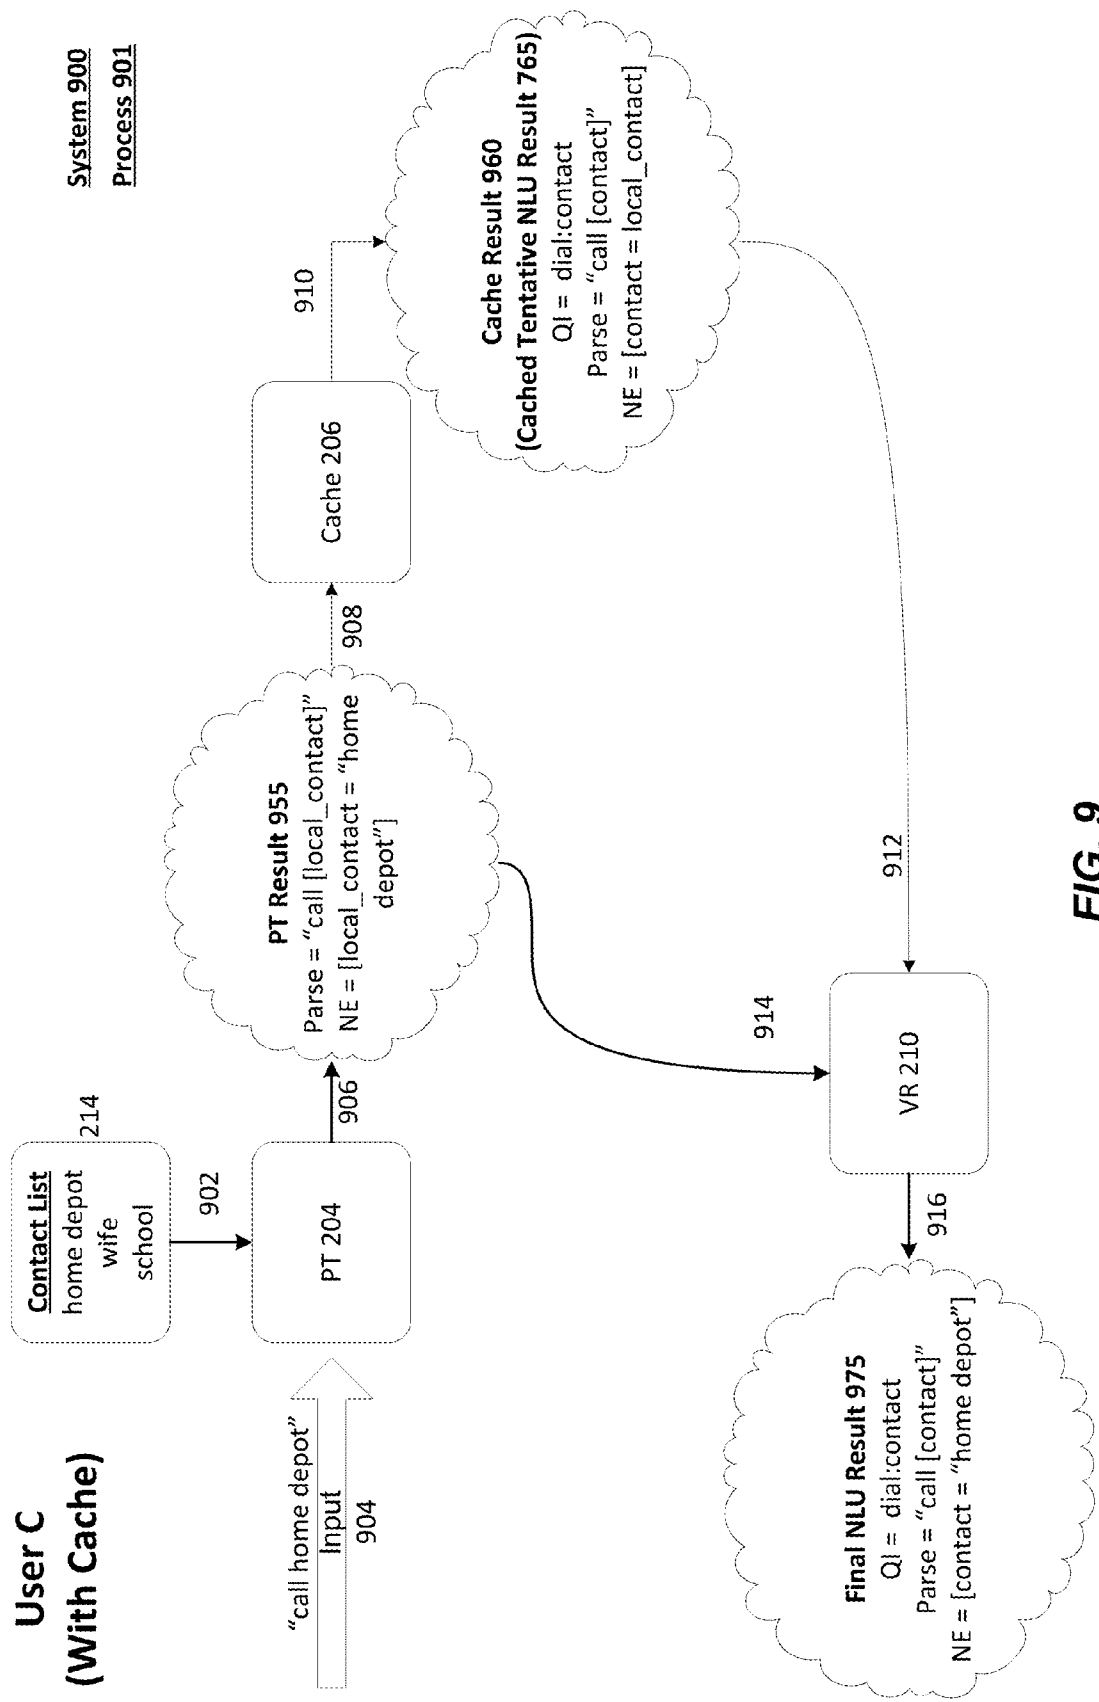 User C
(With Cache)
System 900
Process 901
Contact List
home depot
wife
school
214
902
"call home depot"
Input
904
PT 204
906
PT Result 955
Parse = "call [local_contact]"
NE = [local_contact = "home
depot"]
908
Cache 206
910
Cache Result 960
(Cached Tentative NLU Result 765)
QI = dial:contact
Parse = "call [contact]"
NE = [contact = local_contact]
912
914
VR 210
916
Final NLU Result 975
QI = dial:contact
Parse = "call [contact]"
NE = [contact = "home depot"]
FIG. 9